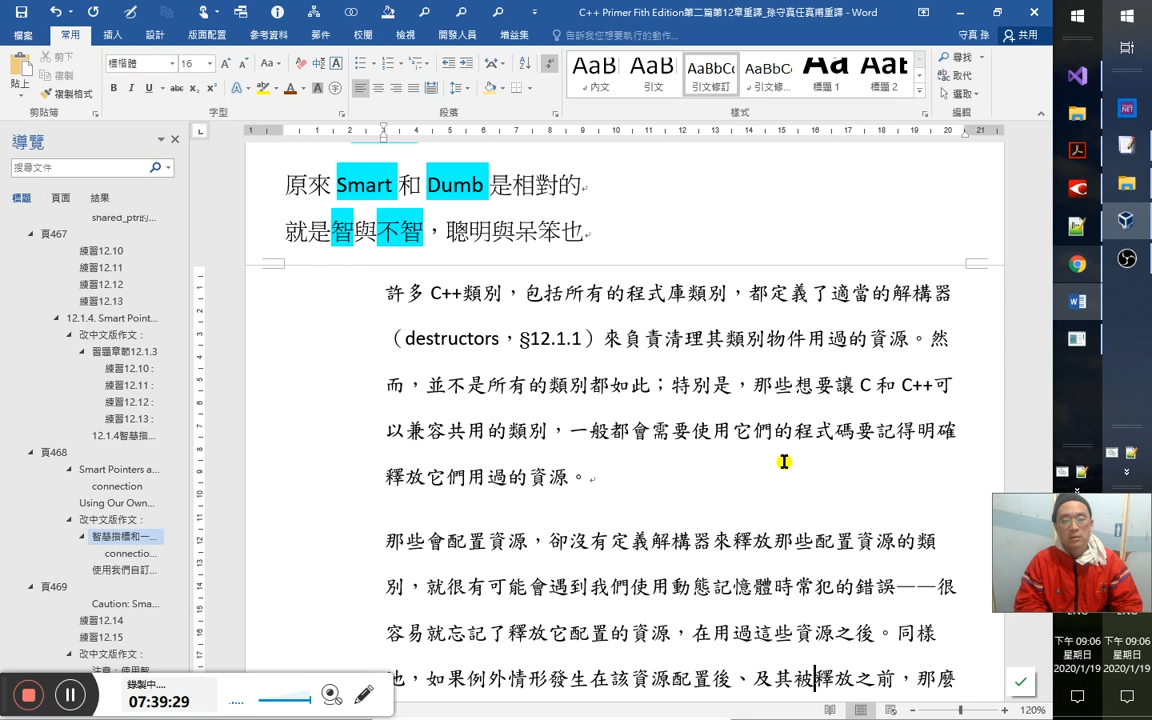 C++ Primer Fith Edition第二篇第12章重譯_孫守真任真甫重譯 - Word
檔案 常用 插入 設計 版面配置 參考資料 郵件 校閱 檢視 開發人員 增益集 告訴我您想要執行的動作... 守真 孫 共用
貼上 剪下 複製 複製格式 剪貼簿
標楷體 16 字型
段落
AaB 內文 AaB 引文 AaBbCc 引文修訂 AaBbCc 引文修... AaB 標題 1 AaB 標題 2 樣式
尋找 取代 選取 編輯
導覽
搜尋文件
標題 頁面 結果
shared_ptr的...
頁467
練習12.10
練習12.11
練習12.12
練習12.13
12.1.4. Smart Point...
改中文版作文：
習題章節12.1.3
練習12.10：
練習12.11：
練習12.12：
練習12.13：
12.1.4智慧指...
頁468
Smart Pointers a...
connection
Using Our Own...
改中文版作文：
智慧指標和一...
connectio...
使用我們自訂...
頁469
Caution: Sma...
練習12.14
練習12.15
改中文版作文：
原來 Smart 和 Dumb 是相對的
就是智與不智，聰明與呆笨也
許多 C++類別，包括所有的程式庫類別，都定義了適當的解構器
（destructors，§12.1.1）來負責清理其類別物件用過的資源。然
而，並不是所有的類別都如此；特別是，那些想要讓 C 和 C++可
以兼容共用的類別，一般都會需要使用它們的程式碼要記得明確
釋放它們用過的資源。
那些會配置資源，卻沒有定義解構器來釋放那些配置資源的類
別，就很有可能會遇到我們使用動態記憶體時常犯的錯誤——很
容易就忘記了釋放它配置的資源，在用過這些資源之後。同樣
也，如果例外情形發生在該資源配置後、及其被釋放之前，那麼
錄製中...
07:39:29
120%
下午 09:06 下午 09:06
星期日 星期日
2020/1/19 2020/1/19